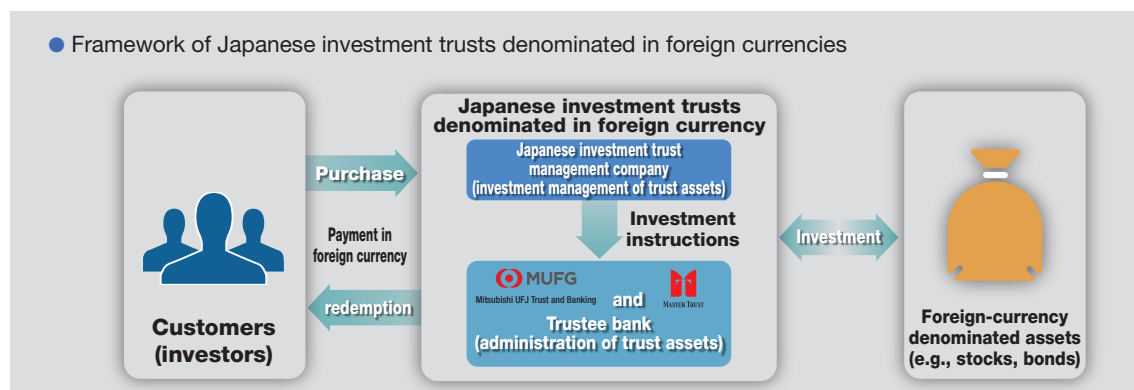 Framework of Japanese investment trusts denominated in foreign currencies
Customers
(investors)
Purchase
Payment in
foreign currency
redemption
Japanese investment trusts
denominated in foreign currency
Japanese investment trust
management company
(investment management of trust assets)
Investment
instructions
MUFG
Mitsubishi UFJ Trust and Banking
and
MASTER TRUST
Trustee bank
(administration of trust assets)
Investment
Foreign-currency
denominated assets
(e.g., stocks, bonds)